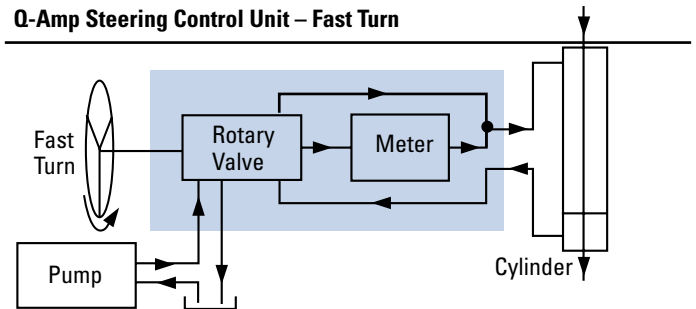 Q-Amp Steering Control Unit – Fast Turn
Fast
Turn
Rotary
Valve
Meter
Pump
Cylinder